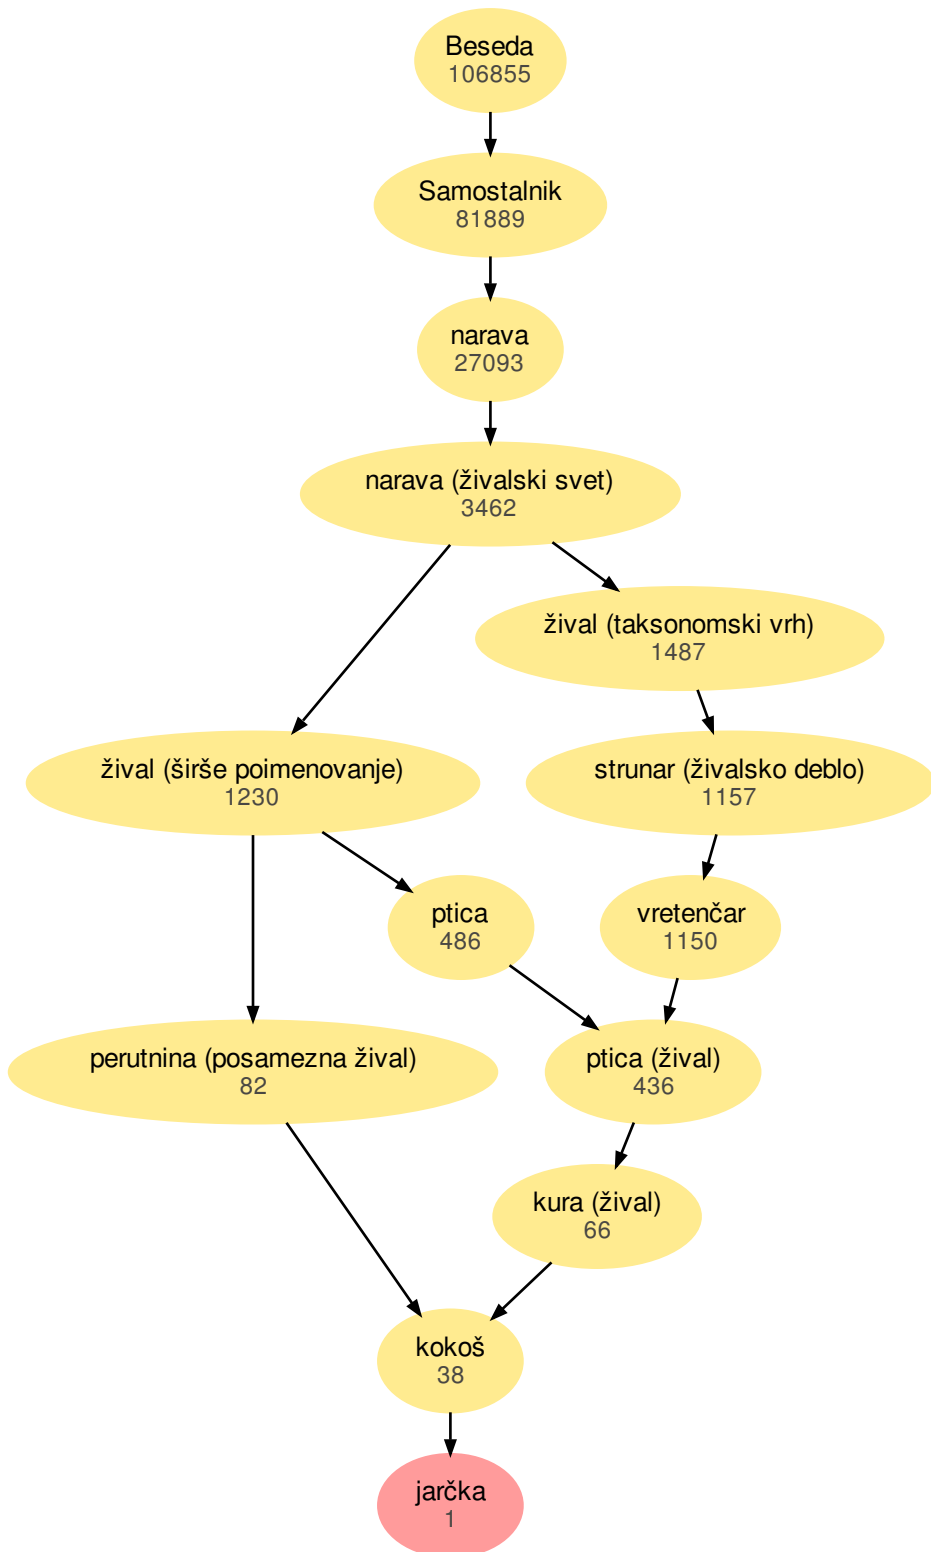 Beseda
106855
Samostalnik
81889
narava
27093
narava (živalski svet)
3462
žival (taksonomski vrh)
1487
žival (širše poimenovanje)
1230
strunar (živalsko deblo)
1157
ptica
486
vretenčar
1150
perutnina (posamezna žival)
82
ptica (žival)
436
kura (žival)
66
kokoš
38
jarčka
1